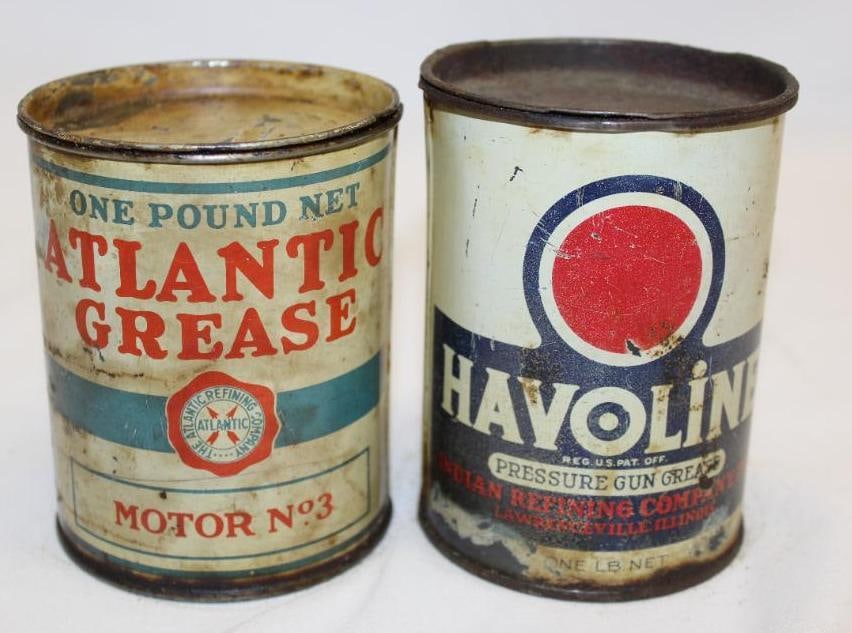 ONE POUND NET
ATLANTIC
GREASE
THE ATLANTIC REFINING COMPANY
ATLANTIC
MOTOR Nº3
HAVOLINE
REG. U.S. PAT. OFF.
PRESSURE GUN GREASE
INDIAN REFINING COMPANY
LAWRENCEVILLE ILLINOIS
ONE LB. NET